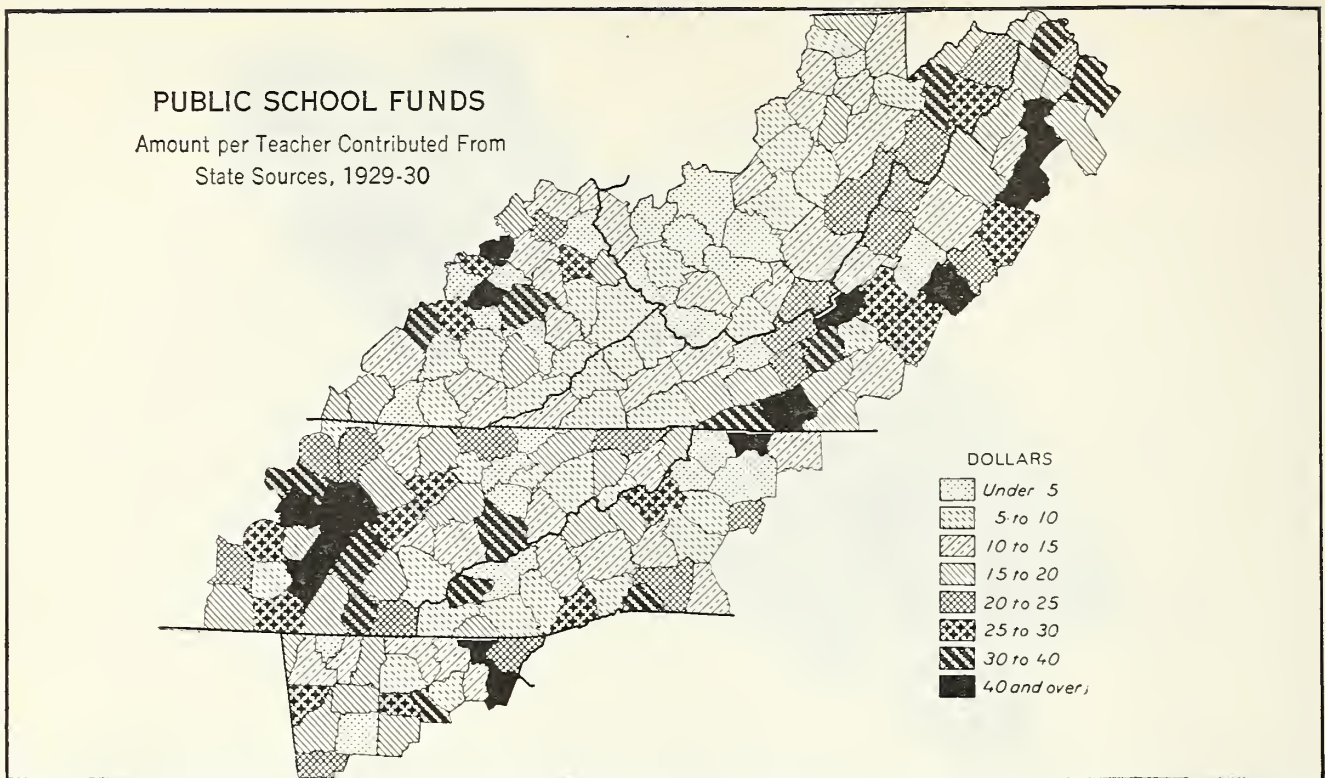 PUBLIC SCHOOL FUNDS
Amount per Teacher Contributed From
State Sources, 1929-30
DOLLARS
Under 5
5 to 10
10 to 15
15 to 20
20 to 25
25 to 30
30 to 40
40 and over